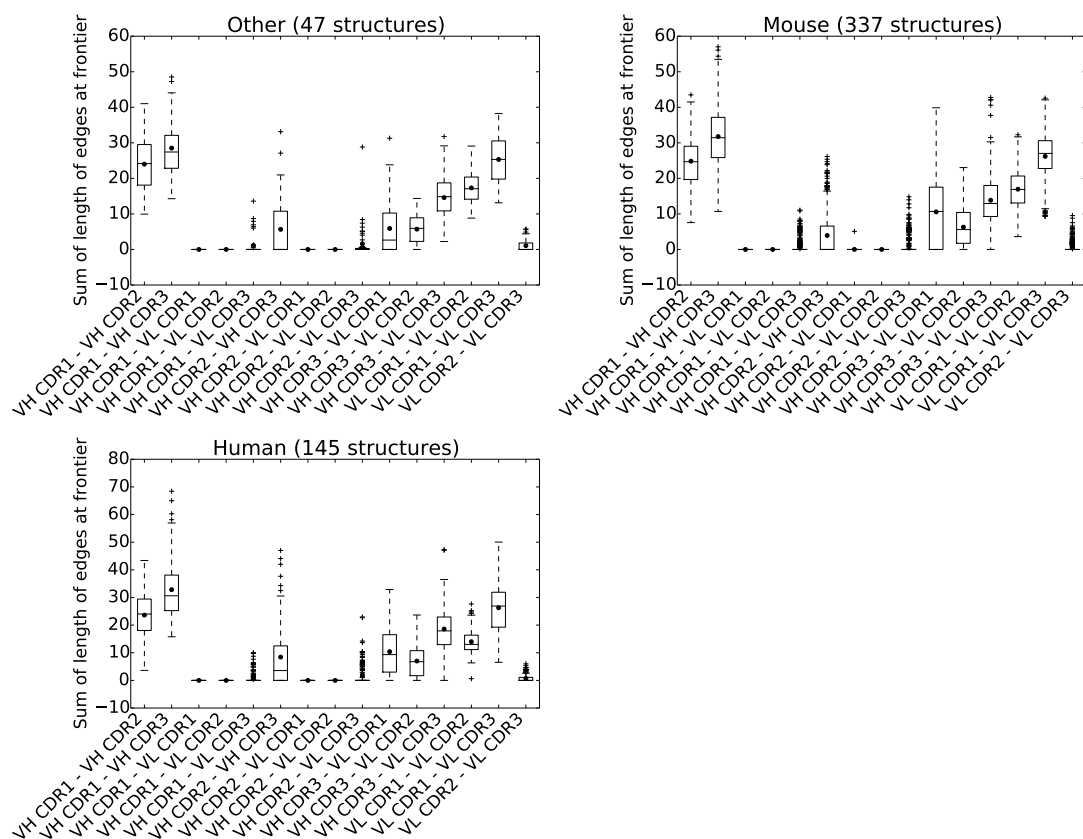 Other (47 structures)
Sum of length of edges at frontier
60
50
40
30
20
10
0
−10
VH CDR1 - VH CDR2
VH CDR1 - VH CDR3
VH CDR1 - VL CDR1
VH CDR1 - VL CDR2
VH CDR1 - VL CDR3
VH CDR2 - VH CDR3
VH CDR2 - VL CDR1
VH CDR2 - VL CDR2
VH CDR2 - VL CDR3
VH CDR3 - VL CDR1
VH CDR3 - VL CDR2
VH CDR3 - VL CDR3
VL CDR1 - VL CDR2
VL CDR1 - VL CDR3
VL CDR2 - VL CDR3
Mouse (337 structures)
Sum of length of edges at frontier
60
50
40
30
20
10
0
−10
VH CDR1 - VH CDR2
VH CDR1 - VH CDR3
VH CDR1 - VL CDR1
VH CDR1 - VL CDR2
VH CDR1 - VL CDR3
VH CDR2 - VH CDR3
VH CDR2 - VL CDR1
VH CDR2 - VL CDR2
VH CDR2 - VL CDR3
VH CDR3 - VL CDR1
VH CDR3 - VL CDR2
VH CDR3 - VL CDR3
VL CDR1 - VL CDR2
VL CDR1 - VL CDR3
VL CDR2 - VL CDR3
Human (145 structures)
Sum of length of edges at frontier
80
70
60
50
40
30
20
10
0
−10
VH CDR1 - VH CDR2
VH CDR1 - VH CDR3
VH CDR1 - VL CDR1
VH CDR1 - VL CDR2
VH CDR1 - VL CDR3
VH CDR2 - VH CDR3
VH CDR2 - VL CDR1
VH CDR2 - VL CDR2
VH CDR2 - VL CDR3
VH CDR3 - VL CDR1
VH CDR3 - VL CDR2
VH CDR3 - VL CDR3
VL CDR1 - VL CDR2
VL CDR1 - VL CDR3
VL CDR2 - VL CDR3